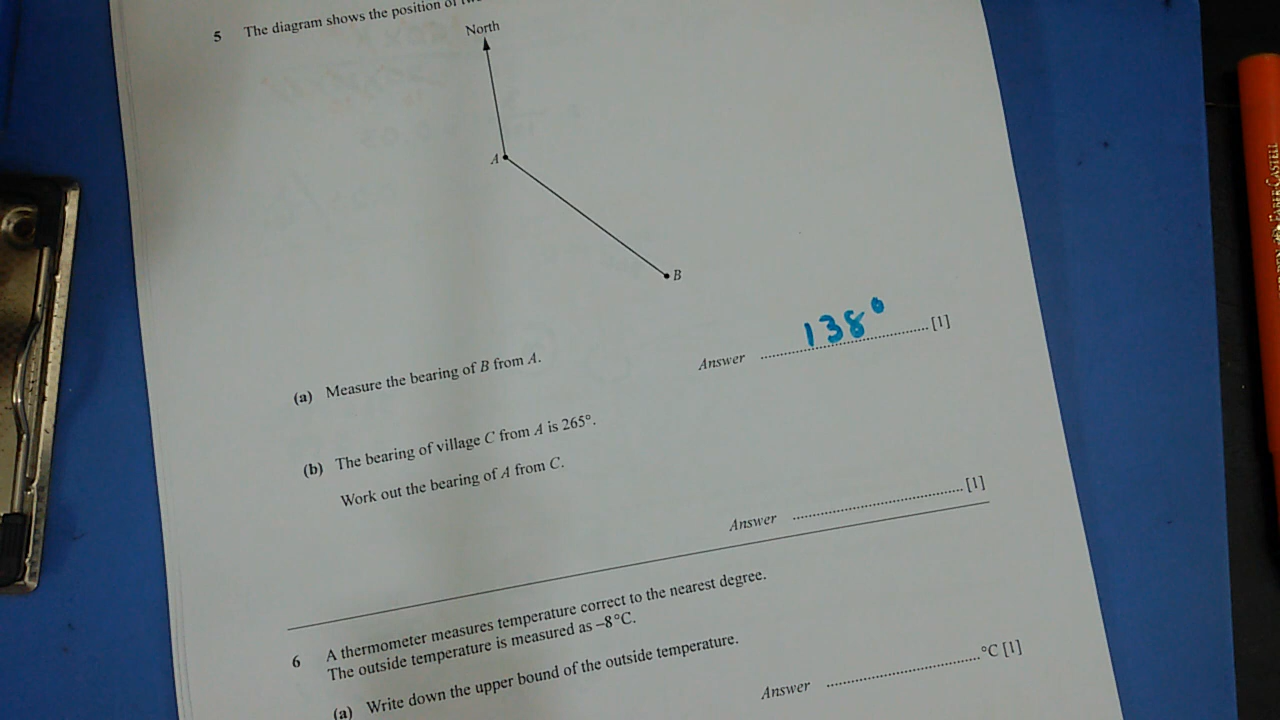 5 The diagram shows the position of
North
A
B
138°
Answer .......... [1]
(a) Measure the bearing of B from A.
(b) The bearing of village C from A is 265°.
Work out the bearing of A from C.
Answer .......... [1]
6 A thermometer measures temperature correct to the nearest degree.
The outside temperature is measured as –8°C.
(a) Write down the upper bound of the outside temperature.
Answer .......... °C [1]